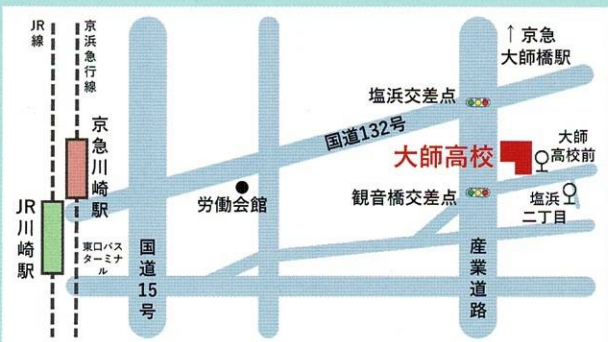 JR線
京浜急行線
↑京急
大師橋駅
塩浜交差点
国道132号
京急川崎駅
大師高校
大師
高校前
労働会館
観音橋交差点
塩浜
二丁目
JR川崎駅
東口バス
ターミナ
ル
国道15号
産業道路